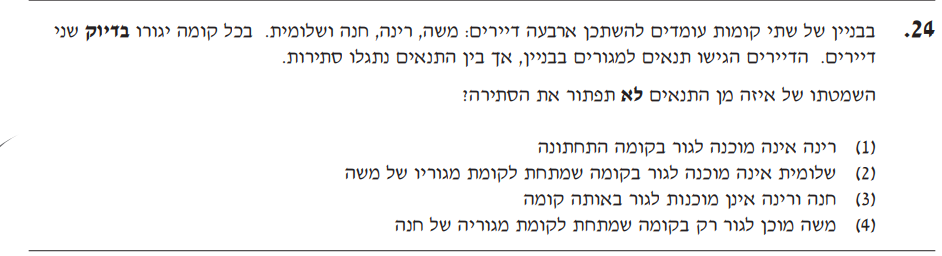 24. בבניין של שתי קומות עומדים להשתכן ארבעה דיירים: משה, רינה, חנה ושלומית. בכל קומה יגורו בדיוק שני
דיירים. הדיירים הגישו תנאים למגורים בבניין, אך בין התנאים נתגלו סתירות.
השמטתו של איזה מן התנאים לא תפתור את הסתירה?
(1) רינה אינה מוכנה לגור בקומה התחתונה
(2) שלומית אינה מוכנה לגור בקומה שמתחת לקומת מגוריו של משה
(3) חנה ורינה אינן מוכנות לגור באותה קומה
(4) משה מוכן לגור רק בקומה שמתחת לקומת מגוריה של חנה